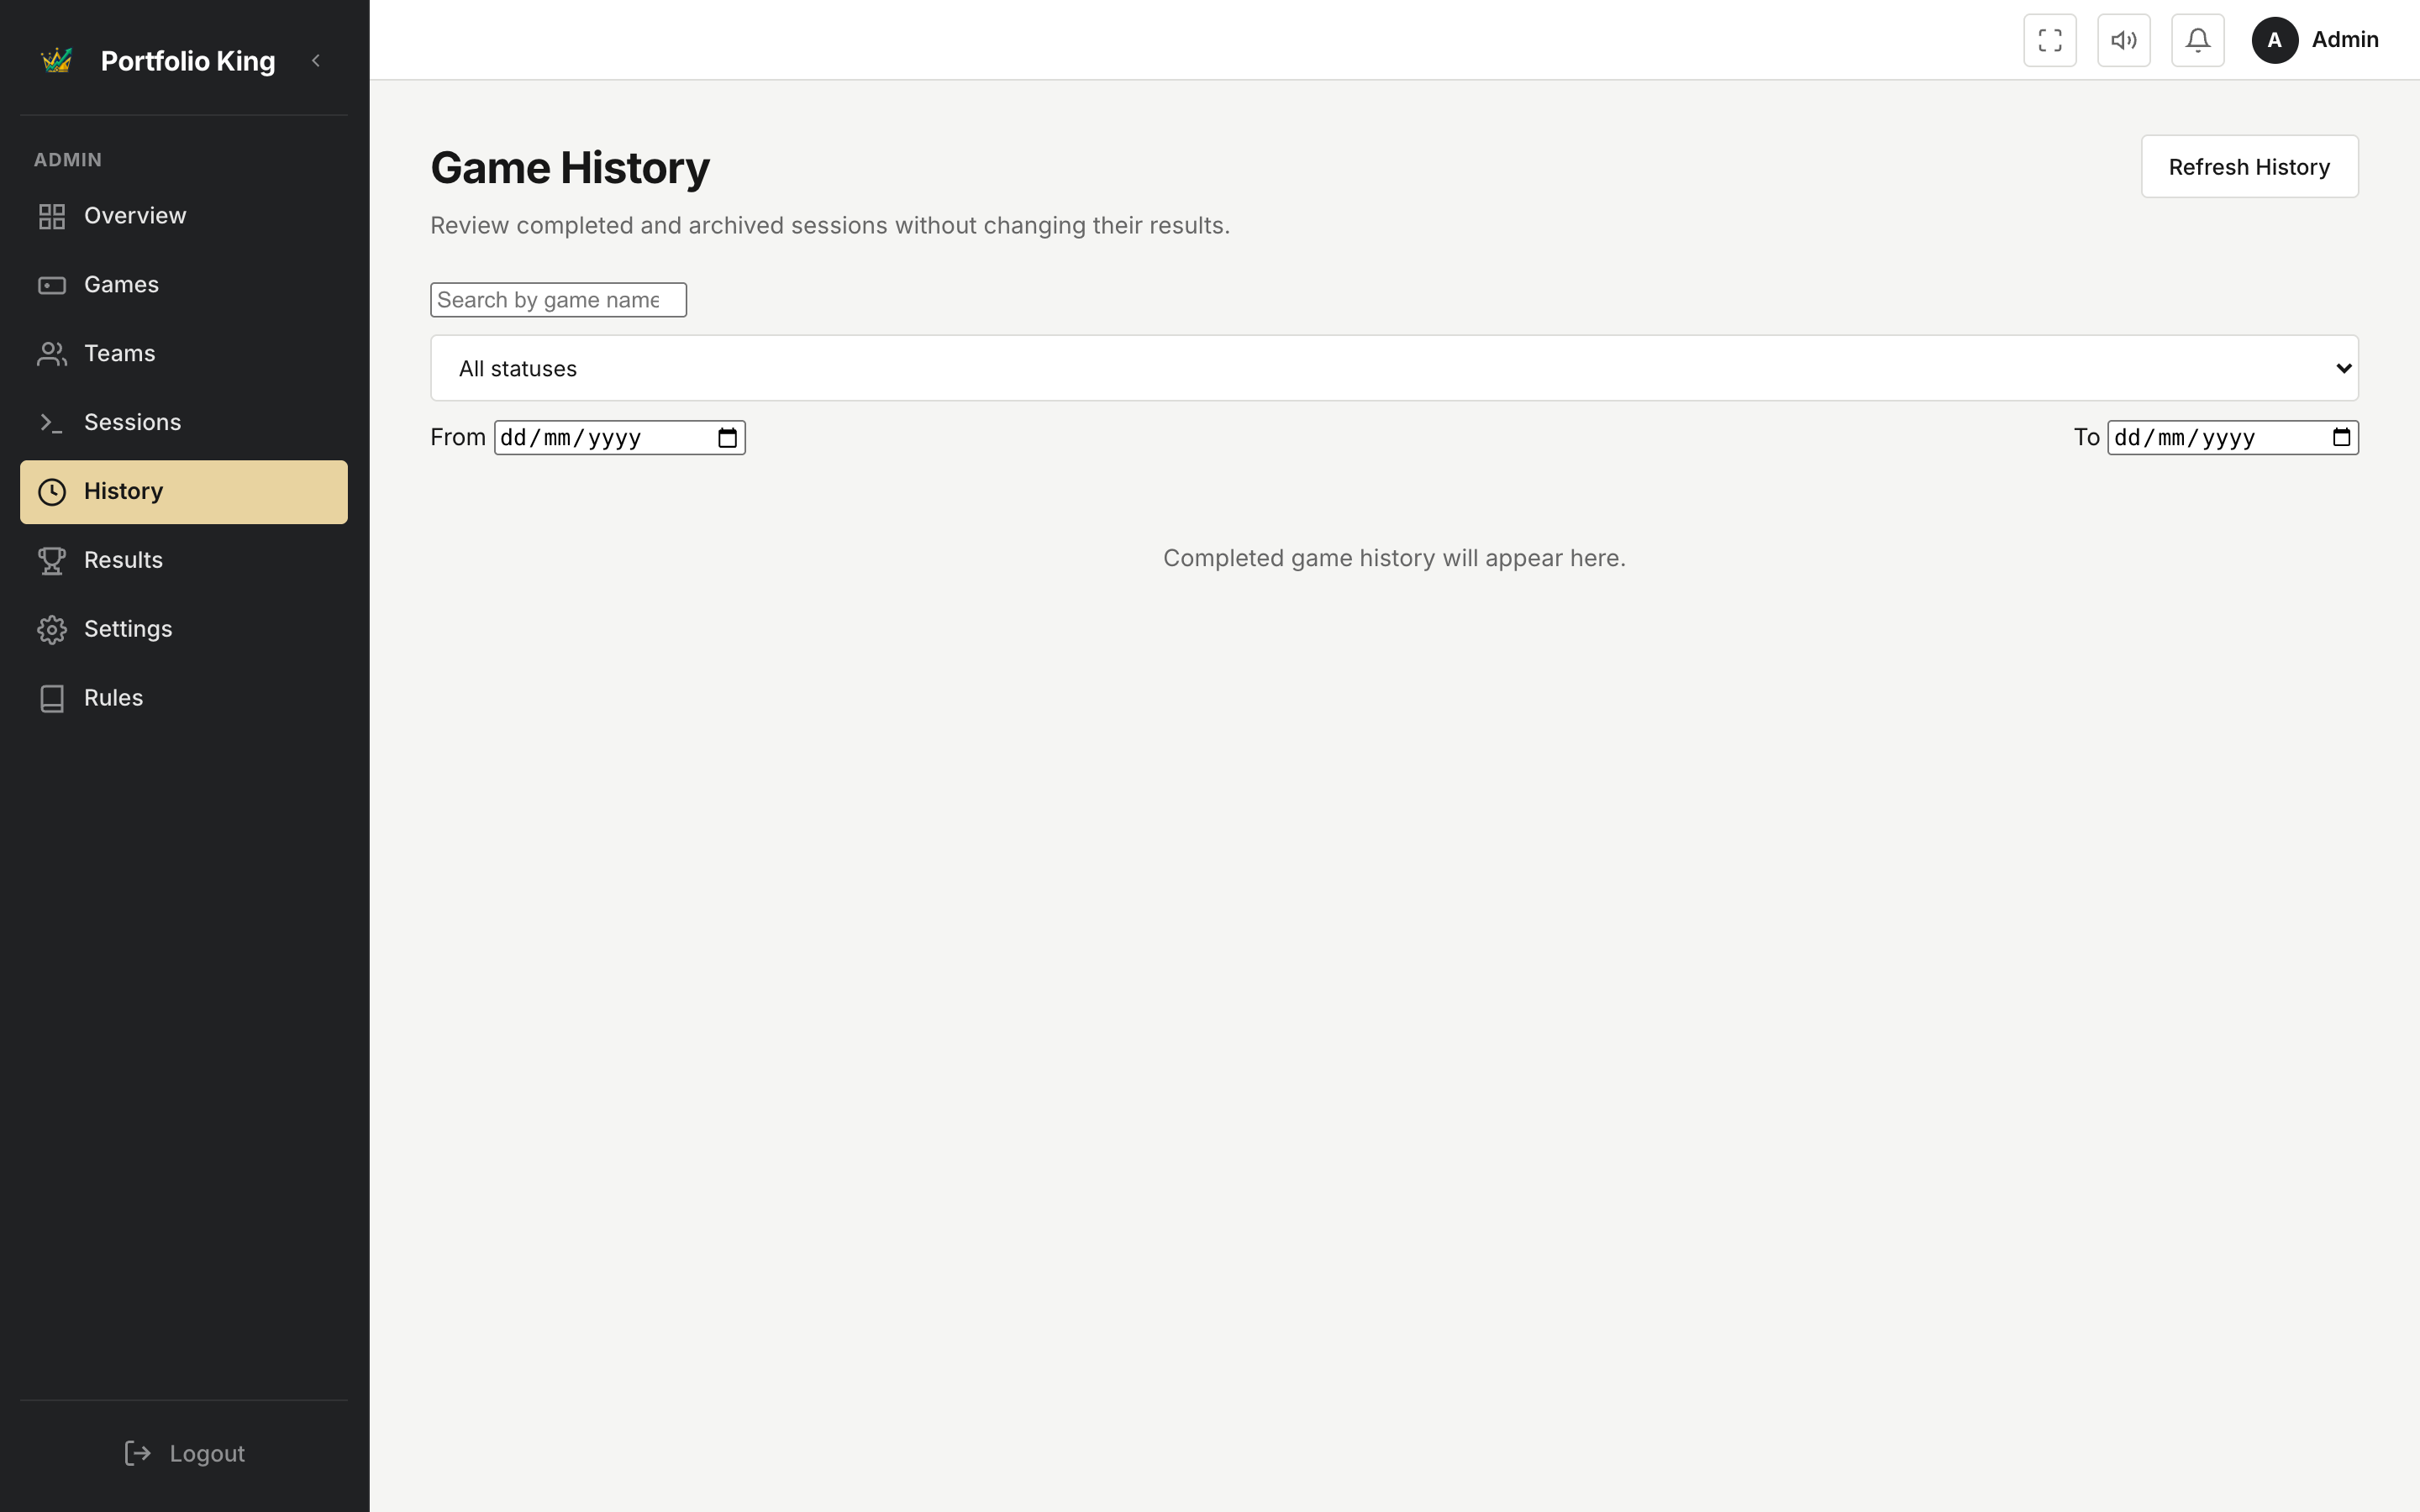 Portfolio King
A Admin
ADMIN
Overview
Games
Teams
Sessions
History
Results
Settings
Rules
Logout
Game History
Refresh History
Review completed and archived sessions without changing their results.
Search by game name
All statuses
From dd/mm/yyyy To dd/mm/yyyy
Completed game history will appear here.